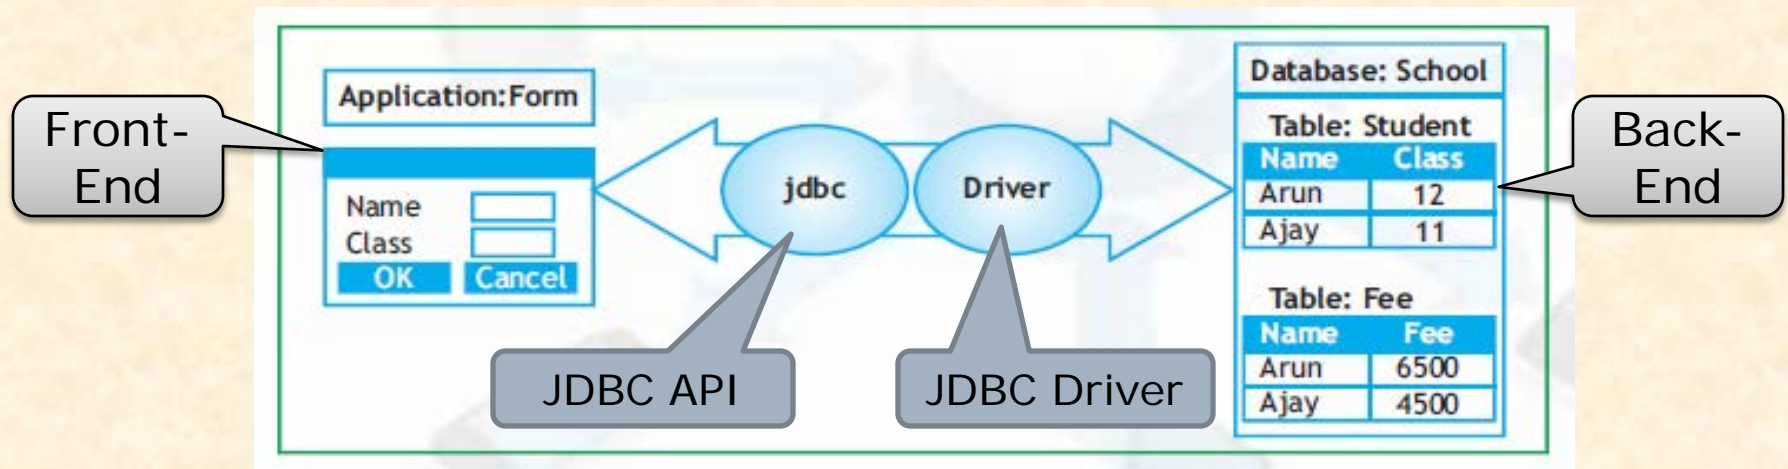 Front-
End
Application:Form
Name
Class
OK Cancel
jdbc
Driver
JDBC API
JDBC Driver
Database: School
Table: Student
Name Class
Arun 12
Ajay 11
Table: Fee
Name Fee
Arun 6500
Ajay 4500
Back-
End